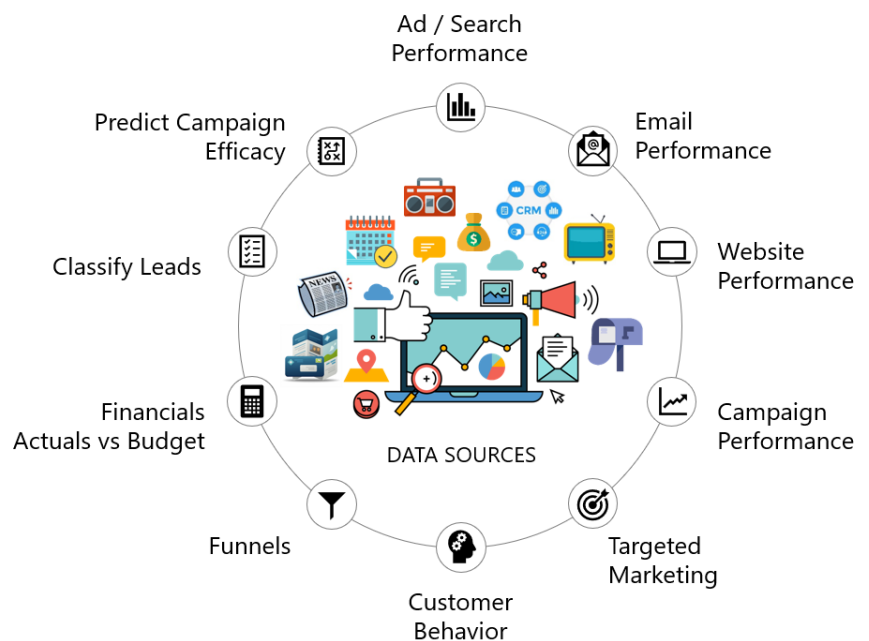 Ad / Search
Performance
Email
Performance
Website
Performance
Campaign
Performance
Targeted
Marketing
Customer
Behavior
Funnels
Financials
Actuals vs Budget
Classify Leads
Predict Campaign
Efficacy
CRM
NEWS
DATA SOURCES